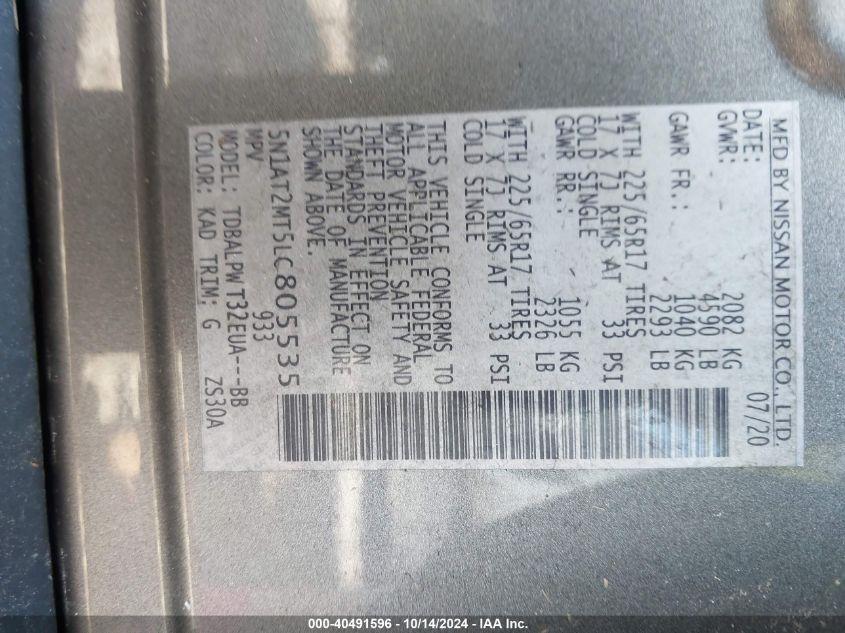 MFD BY NISSAN MOTOR CO., LTD.
DATE: 07/20
GVWR: 2082 KG
4590 LB
GAWR FR.: 1040 KG
2293 LB
WITH 225/65R17 TIRES
17 X 7J RIMS AT 33 PSI
COLD SINGLE
GAWR RR.: 1055 KG
2326 LB
WITH 225/65R17 TIRES
17 X 7J RIMS AT 33 PSI
COLD SINGLE
THIS VEHICLE CONFORMS TO
ALL APPLICABLE FEDERAL
MOTOR VEHICLE SAFETY AND
THEFT PREVENTION
STANDARDS IN EFFECT ON
THE DATE OF MANUFACTURE
SHOWN ABOVE.
5N1AT2MT5LC805535
MPV 933
MODEL: TDBALPWT32EUA---BB
COLOR: KAD TRIM: G ZS30A
000-40491596 - 10/14/2024 - IAA Inc.